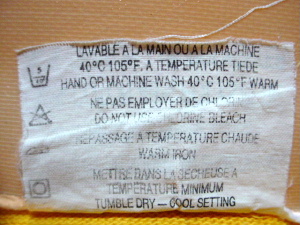 LAVABLE A LA MAIN OU A LA MACHINE
40°C 105°F. A TEMPERATURE TIEDE
HAND OR MACHINE WASH 40°C 105°F WARM
NE PAS EMPLOYER DE CHLORE
DO NOT USE CHLORINE BLEACH
REPASSAGE A TEMPERATURE CHAUDE
WARM IRON
METTRE DANS LA SECHEUSE A
TEMPERATURE MINIMUM
TUMBLE DRY — COOL SETTING